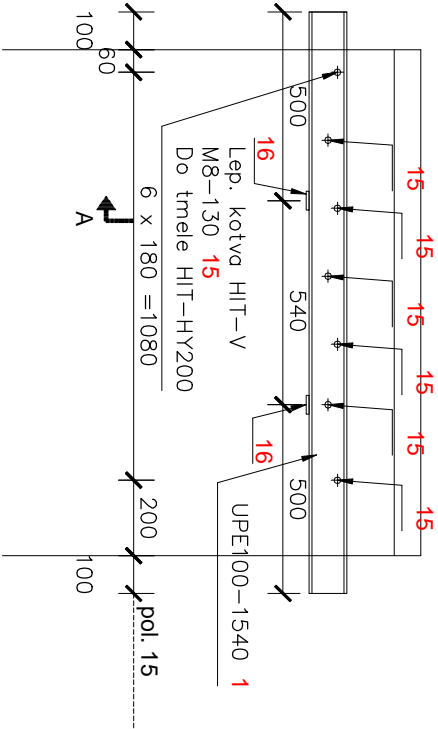 15 15 15 15 15 15
500 540 500
16 16
Lep. kotva HIT-V
M8-130 15
Do tmele HIT-HY200
UPE100-1540 1
6 x 180 =1080
200
pol. 15
60
100 100
A